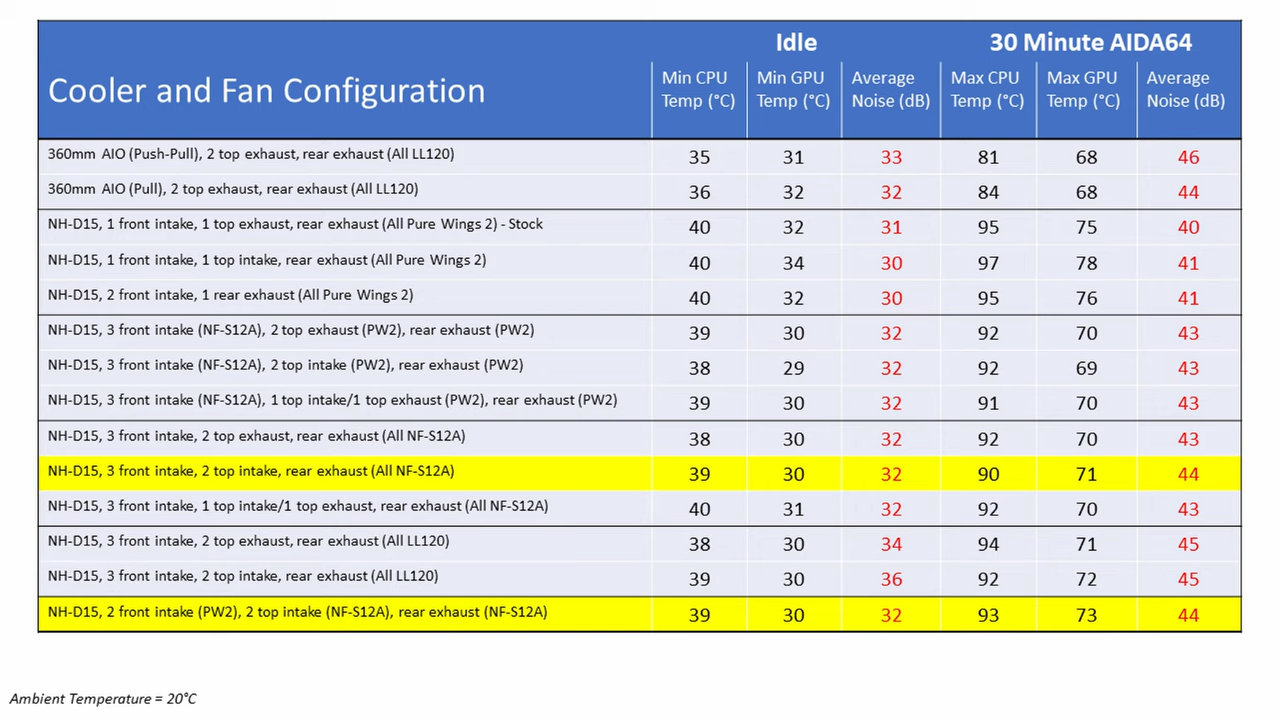 Idle 30 Minute AIDA64
Cooler and Fan Configuration
Min CPU Temp (°C) Min GPU Temp (°C) Average Noise (dB) Max CPU Temp (°C) Max GPU Temp (°C) Average Noise (dB)
360mm AIO (Push-Pull), 2 top exhaust, rear exhaust (All LL120) 35 31 33 81 68 46
360mm AIO (Pull), 2 top exhaust, rear exhaust (All LL120) 36 32 32 84 68 44
NH-D15, 1 front intake, 1 top exhaust, rear exhaust (All Pure Wings 2) - Stock 40 32 31 95 75 40
NH-D15, 1 front intake, 1 top intake, rear exhaust (All Pure Wings 2) 40 34 30 97 78 41
NH-D15, 2 front intake, 1 rear exhaust (All Pure Wings 2) 40 32 30 95 76 41
NH-D15, 3 front intake (NF-S12A), 2 top exhaust (PW2), rear exhaust (PW2) 39 30 32 92 70 43
NH-D15, 3 front intake (NF-S12A), 2 top intake (PW2), rear exhaust (PW2) 38 29 32 92 69 43
NH-D15, 3 front intake (NF-S12A), 1 top intake/1 top exhaust (PW2), rear exhaust (PW2) 39 30 32 91 70 43
NH-D15, 3 front intake, 2 top exhaust, rear exhaust (All NF-S12A) 38 30 32 92 70 43
NH-D15, 3 front intake, 2 top intake, rear exhaust (All NF-S12A) 39 30 32 90 71 44
NH-D15, 3 front intake, 1 top intake/1 top exhaust, rear exhaust (All NF-S12A) 40 31 32 92 70 43
NH-D15, 3 front intake, 2 top exhaust, rear exhaust (All LL120) 38 30 34 94 71 45
NH-D15, 3 front intake, 2 top intake, rear exhaust (All LL120) 39 30 36 92 72 45
NH-D15, 2 front intake (PW2), 2 top intake (NF-S12A), rear exhaust (NF-S12A) 39 30 32 93 73 44
Ambient Temperature = 20°C